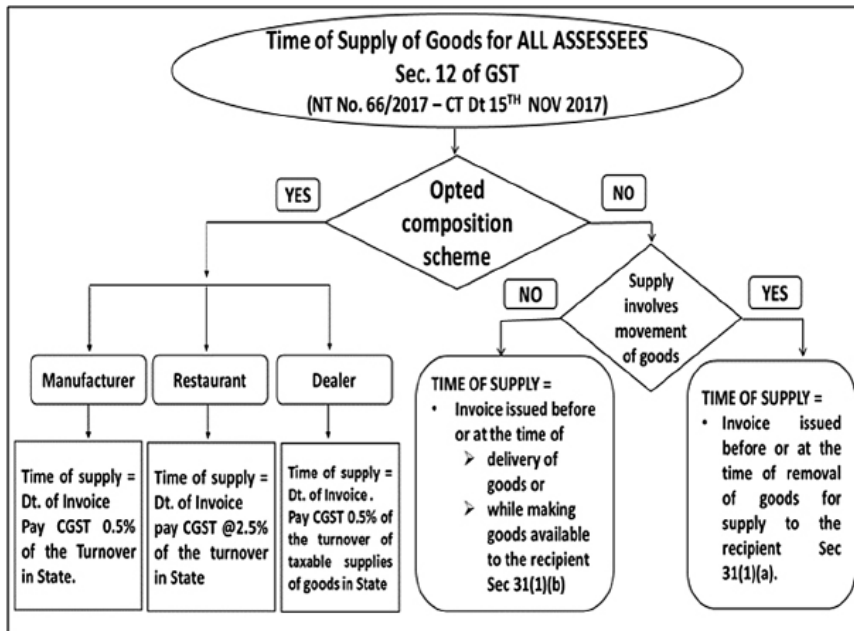 Time of Supply of Goods for ALL ASSESSEES
Sec. 12 of GST
(NT No. 66/2017 – CT Dt 15TH NOV 2017)
YES
Opted
composition
scheme
NO
NO
Supply
involves
movement
of goods
YES
Manufacturer
Restaurant
Dealer
Time of supply =
Dt. of Invoice
Pay CGST 0.5%
of the Turnover
in State.
Time of supply =
Dt. of Invoice
pay CGST @2.5%
of the turnover
in State
Time of supply =
Dt. of Invoice .
Pay CGST 0.5% of
the turnover of
taxable supplies
of goods in State
TIME OF SUPPLY =
• Invoice issued before
or at the time of
➢ delivery of
goods or
➢ while making
goods available
to the recipient
Sec 31(1)(b)
TIME OF SUPPLY =
• Invoice issued
before or at the
time of removal
of goods for
supply to the
recipient Sec
31(1)(a).